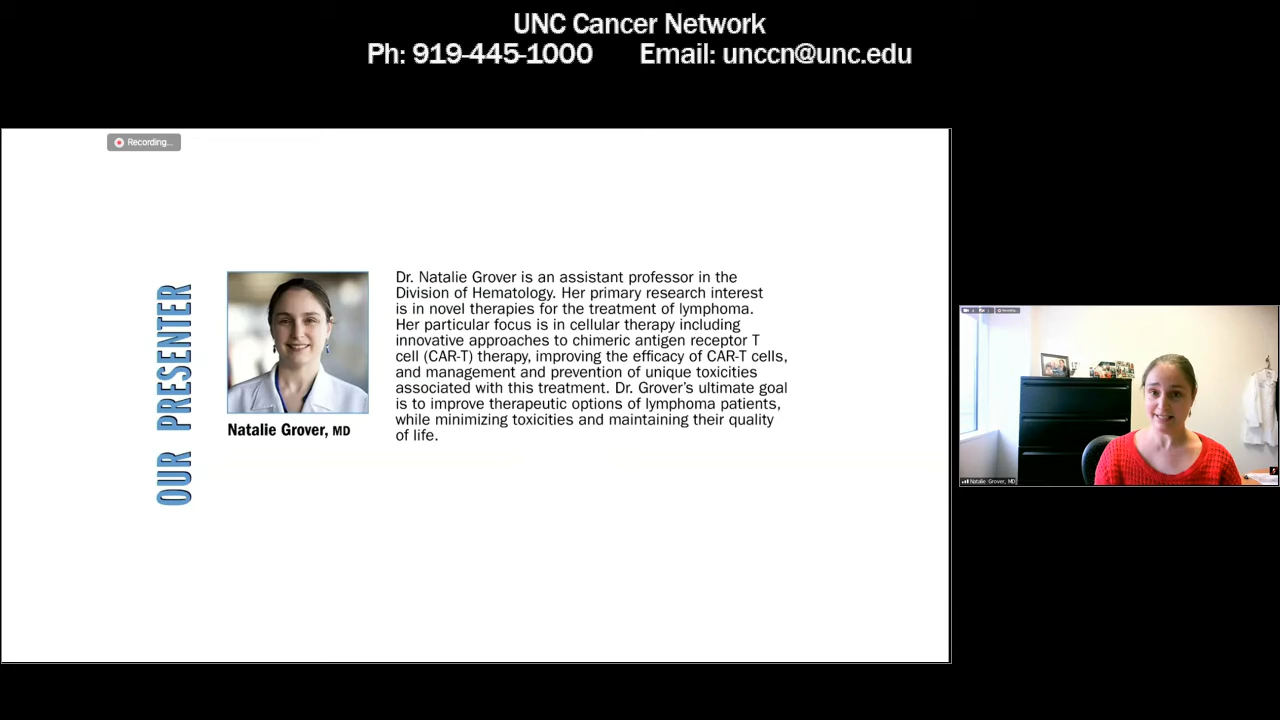 UNC Cancer Network
Ph: 919-445-1000 Email: unccn@unc.edu
Recording...
OUR PRESENTER
Dr. Natalie Grover is an assistant professor in the
Division of Hematology. Her primary research interest
is in novel therapies for the treatment of lymphoma.
Her particular focus is in cellular therapy including
innovative approaches to chimeric antigen receptor T
cell (CAR-T) therapy, improving the efficacy of CAR-T cells,
and management and prevention of unique toxicities
associated with this treatment. Dr. Grover's ultimate goal
is to improve therapeutic options of lymphoma patients,
while minimizing toxicities and maintaining their quality
of life.
Natalie Grover, MD
Recording...
Natalie Grover, MD